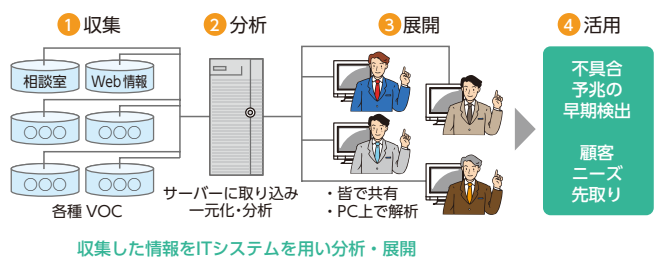 1 収集
2 分析
3 展開
4 活用
相談室
Web情報
○○○
○○○
○○○
○○○
各種 VOC
サーバーに取り込み
一元化・分析
・皆で共有
・PC上で解析
不具合
予兆の
早期検出
顧客
ニーズ
先取り
収集した情報をITシステムを用い分析・展開